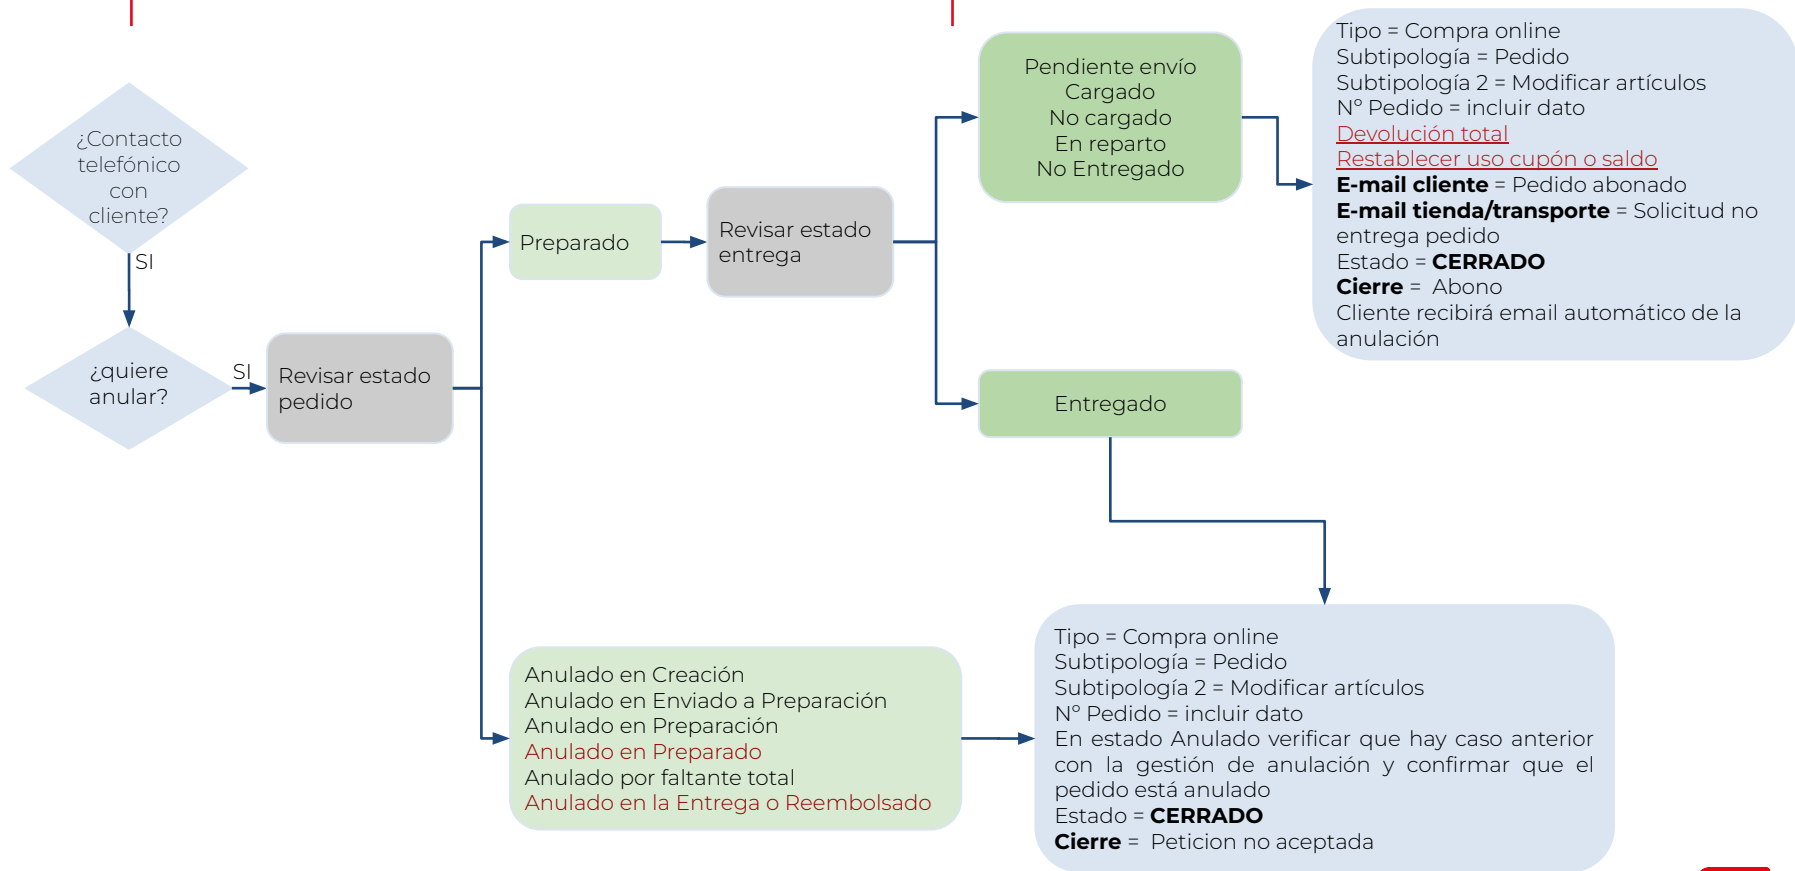 ¿Contacto
telefónico
con
cliente?
SI
¿quiere
anular?
SI
Revisar estado
pedido
Preparado
Revisar estado
entrega
Pendiente envío
Cargado
No cargado
En reparto
No Entregado
Tipo = Compra online
Subtipología = Pedido
Subtipología 2 = Modificar artículos
Nº Pedido = incluir dato
Devolución total
Restablecer uso cupón o saldo
E-mail cliente = Pedido abonado
E-mail tienda/transporte = Solicitud no
entrega pedido
Estado = CERRADO
Cierre = Abono
Cliente recibirá email automático de la
anulación
Entregado
Anulado en Creación
Anulado en Enviado a Preparación
Anulado en Preparación
Anulado en Preparado
Anulado por faltante total
Anulado en la Entrega o Reembolsado
Tipo = Compra online
Subtipología = Pedido
Subtipología 2 = Modificar artículos
Nº Pedido = incluir dato
En estado Anulado verificar que hay caso anterior
con la gestión de anulación y confirmar que el
pedido está anulado
Estado = CERRADO
Cierre = Peticion no aceptada